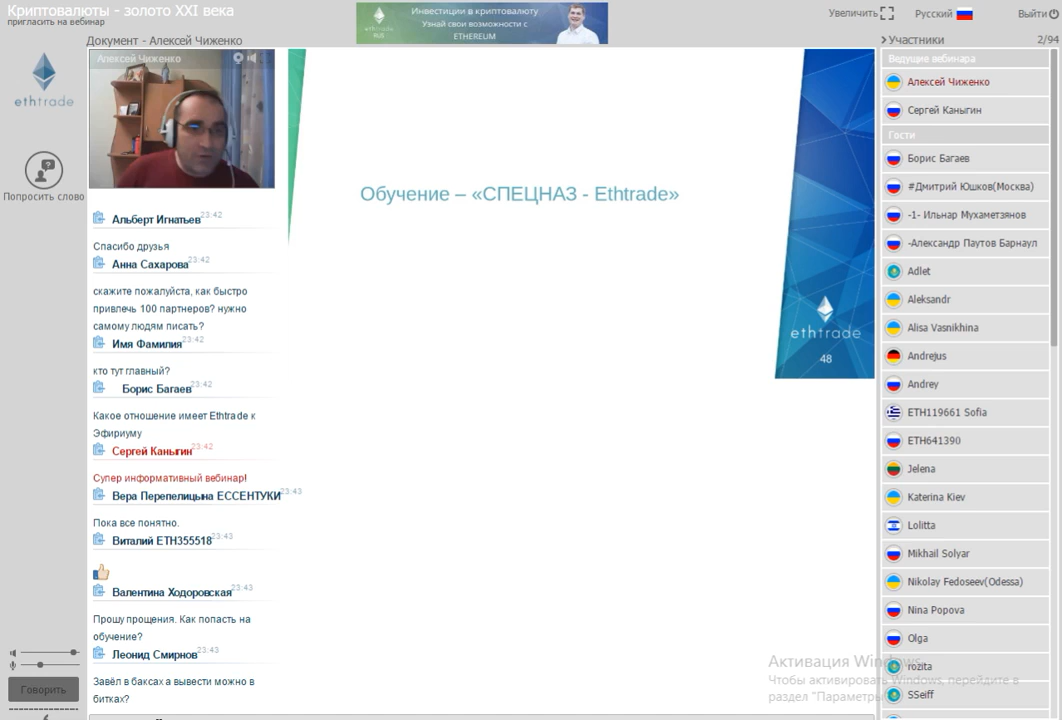 Криптовалюты - золото XXI века
пригласить на вебинар
Инвестиции в криптовалюту
Узнай свои возможности с
ETHEREUM
RUS
Увеличить
Русский
Выйти
Документ - Алексей Чиженко
Участники 2/94
ethtrade
Попросить слово
Говорить
Алексей Чиженко
Альберт Игнатьев 23:42
Спасибо друзья
Анна Сахарова 23:42
скажите пожалуйста, как быстро
привлечь 100 партнеров? нужно
самому людям писать?
Имя Фамилия 23:42
кто тут главный?
Борис Багаев 23:42
Какое отношение имеет Ethtrade к
Эфириуму
Сергей Каныгин 23:42
Супер информативный вебинар!
Вера Перепелицына ЕССЕНТУКИ 23:43
Пока все понятно.
Виталий ETH355518 23:43
Валентина Ходоровская 23:43
Прошу прощения. Как попасть на
обучение?
Леонид Смирнов 23:43
Завёл в баксах а вывести можно в
битках?
Обучение – «СПЕЦНАЗ - Ethtrade»
ethtrade
48
Ведущие вебинара
Алексей Чиженко
Сергей Каныгин
Гости
Борис Багаев
#Дмитрий Юшков(Москва)
-1- Ильнар Мухаметзянов
-Александр Паутов Барнаул
Adlet
Aleksandr
Alisa Vasnikhina
Andrejus
Andrey
ETH119661 Sofia
ETH641390
Jelena
Katerina Kiev
Lolitta
Mikhail Solyar
Nikolay Fedoseev(Odessa)
Nina Popova
Olga
rozita
SSeiff
Активация Windows
Чтобы активировать Windows, перейдите в
раздел "Параметры